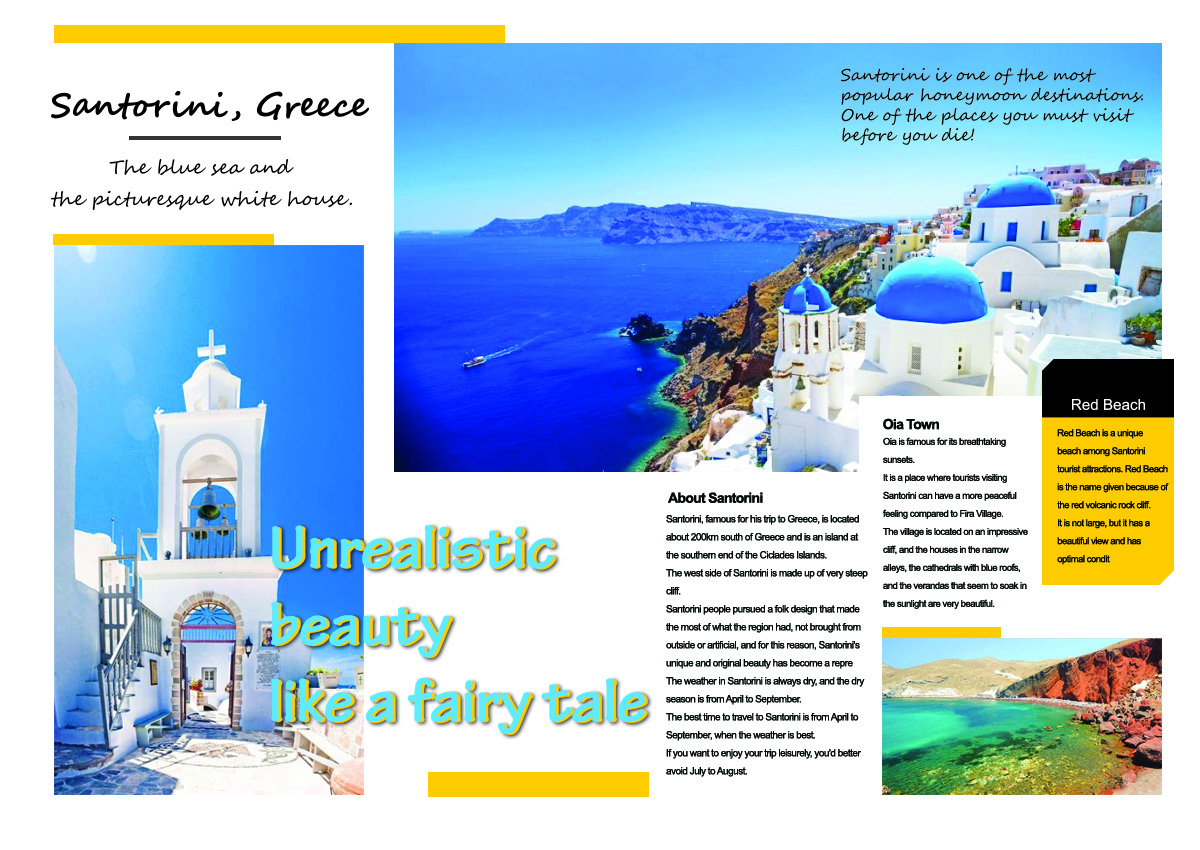 Santorini, Greece
The blue sea and
the picturesque white house.
Santorini is one of the most
popular honeymoon destinations.
One of the places you must visit
before you die!
Unrealistic
beauty
like a fairy tale
About Santorini
Santorini, famous for his trip to Greece, is located
about 200km south of Greece and is an island at
the southern end of the Ciclades Islands.
The west side of Santorini is made up of very steep
cliff.
Santorini people pursued a folk design that made
the most of what the region had, not brought from
outside or artificial, and for this reason, Santorini's
unique and original beauty has become a repre
The weather in Santorini is always dry, and the dry
season is from April to September.
The best time to travel to Santorini is from April to
September, when the weather is best.
If you want to enjoy your trip leisurely, you'd better
avoid July to August.
Oia Town
Oia is famous for its breathtaking
sunsets.
It is a place where tourists visiting
Santorini can have a more peaceful
feeling compared to Fira Village.
The village is located on an impressive
cliff, and the houses in the narrow
alleys, the cathedrals with blue roofs,
and the verandas that seem to soak in
the sunlight are very beautiful.
Red Beach
Red Beach is a unique
beach among Santorini
tourist attractions. Red Beach
is the name given because of
the red volcanic rock cliff.
It is not large, but it has a
beautiful view and has
optimal condit